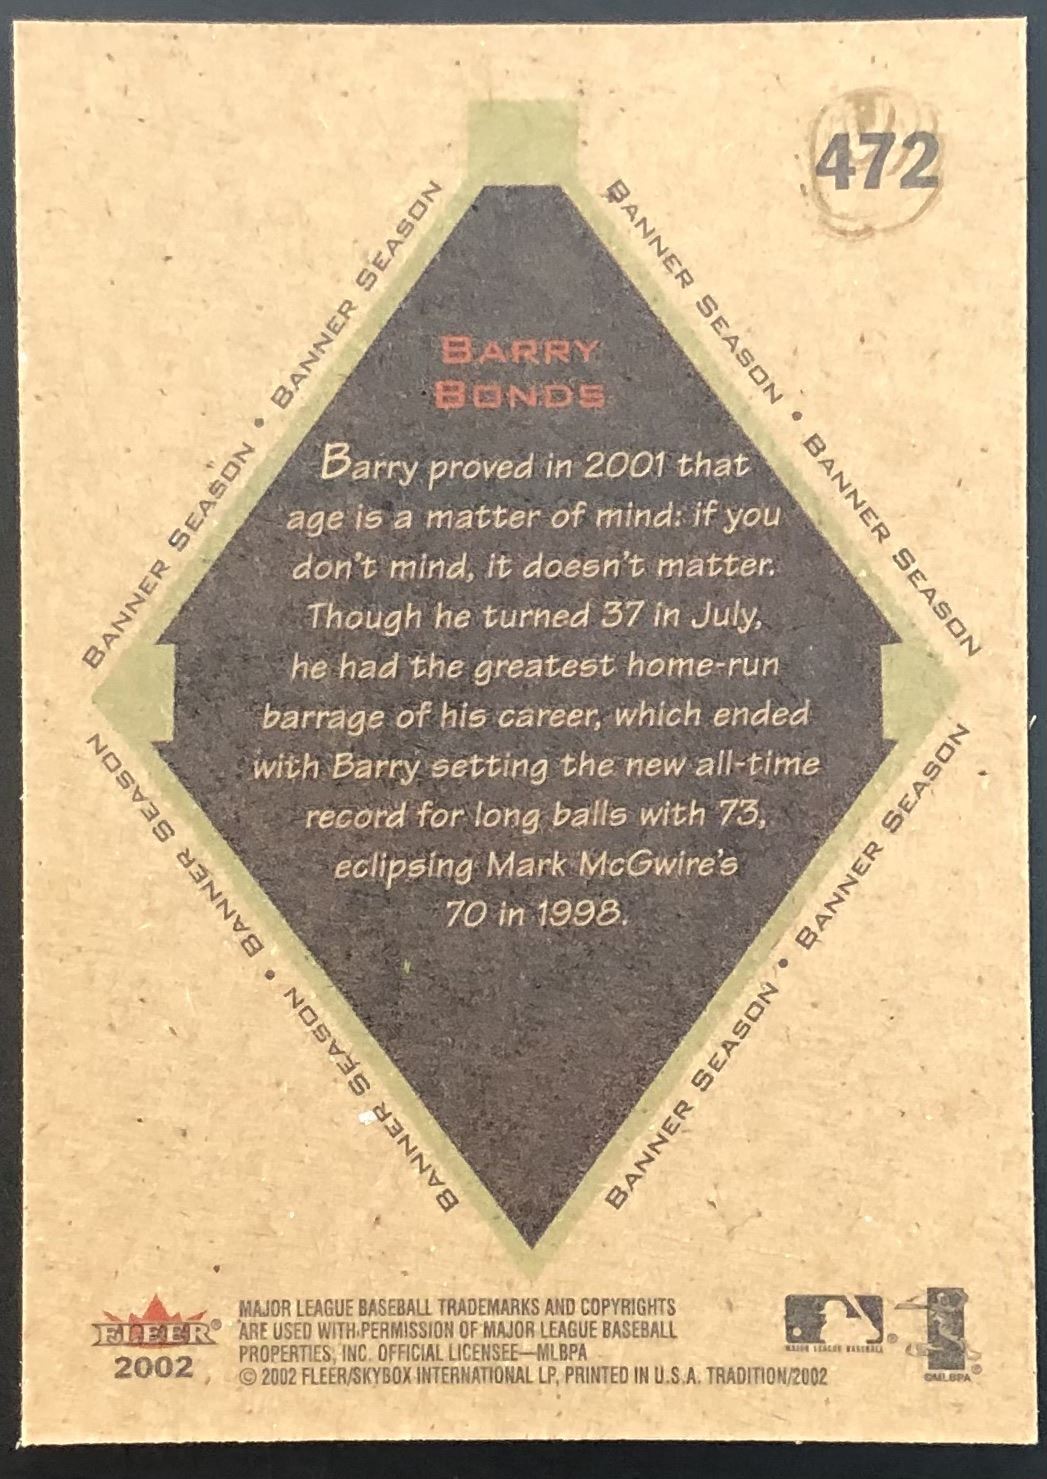 472
BANNER SEASON • BANNER SEASON
BANNER SEASON • BANNER SEASON
BARRY
BONDS
Barry proved in 2001 that
age is a matter of mind: if you
don't mind, it doesn't matter.
Though he turned 37 in July,
he had the greatest home-run
barrage of his career, which ended
with Barry setting the new all-time
record for long balls with 73,
eclipsing Mark McGwire's
70 in 1998.
BANNER SEASON • BANNER SEASON
BANNER SEASON • BANNER SEASON
FLEER®
2002
MAJOR LEAGUE BASEBALL TRADEMARKS AND COPYRIGHTS
ARE USED WITH PERMISSION OF MAJOR LEAGUE BASEBALL
PROPERTIES, INC. OFFICIAL LICENSEE—MLBPA
© 2002 FLEER/SKYBOX INTERNATIONAL LP, PRINTED IN U.S.A. TRADITION/2002
MAJOR LEAGUE BASEBALL ®
©MLBPA ®